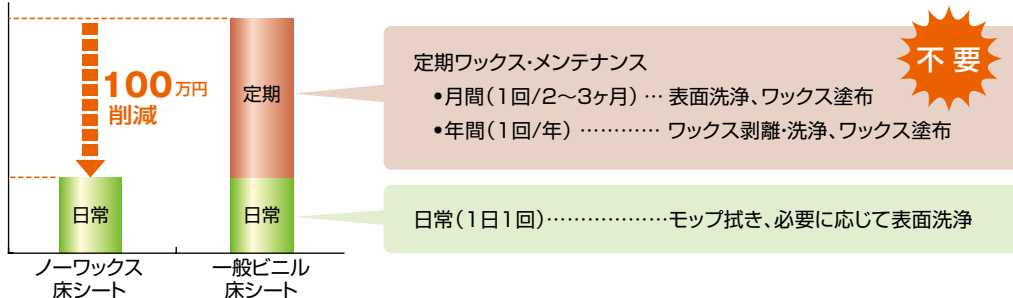 100万円
削減
日常
定期
日常
ノーワックス
床シート
一般ビニル
床シート
不要
定期ワックス・メンテナンス
•月間(1回/2〜3ヶ月) … 表面洗浄、ワックス塗布
•年間(1回/年) ………… ワックス剥離・洗浄、ワックス塗布
日常(1日1回)………………モップ拭き、必要に応じて表面洗浄